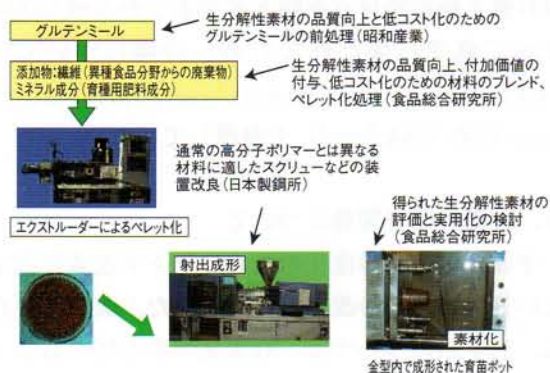 グルテンミール
生分解性素材の品質向上と低コスト化のための
グルテンミールの前処理（昭和産業）
添加物:繊維（異種食品分野からの廃棄物）
ミネラル成分（育種用肥料成分）
生分解性素材の品質向上、付加価値の
付与、低コスト化のための材料のブレンド、
ペレット化処理（食品総合研究所）
通常の高分子ポリマーとは異なる
材料に適したスクリューなどの装
置改良（日本製鋼所）
エクストルーダーによるペレット化
得られた生分解性素材の
評価と実用化の検討
（食品総合研究所）
射出成形
素材化
金型内で成形された育苗ポット